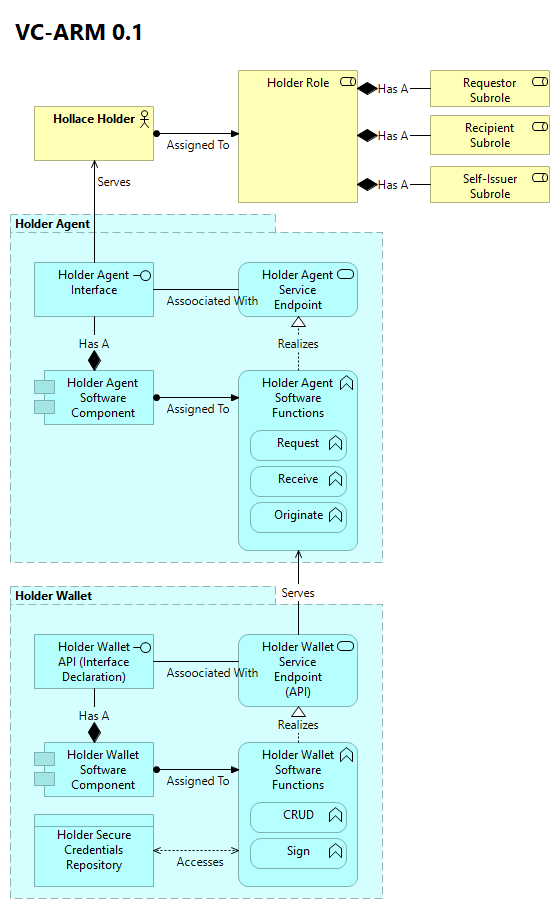 VC-ARM 0.1
Holder Role
Has A
Requestor
Subrole
Hollace Holder
Assigned To
Has A
Recipient
Subrole
Has A
Self-Issuer
Subrole
Serves
Holder Agent
Holder Agent
Interface
Assoociated With
Holder Agent
Service
Endpoint
Has A
Realizes
Holder Agent
Software
Component
Assigned To
Holder Agent
Software
Functions
Request
Receive
Originate
Serves
Holder Wallet
Holder Wallet
API (Interface
Declaration)
Assoociated With
Holder Wallet
Service
Endpoint
(API)
Has A
Realizes
Holder Wallet
Software
Component
Assigned To
Holder Wallet
Software
Functions
CRUD
Sign
Holder Secure
Credentials
Repository
Accesses